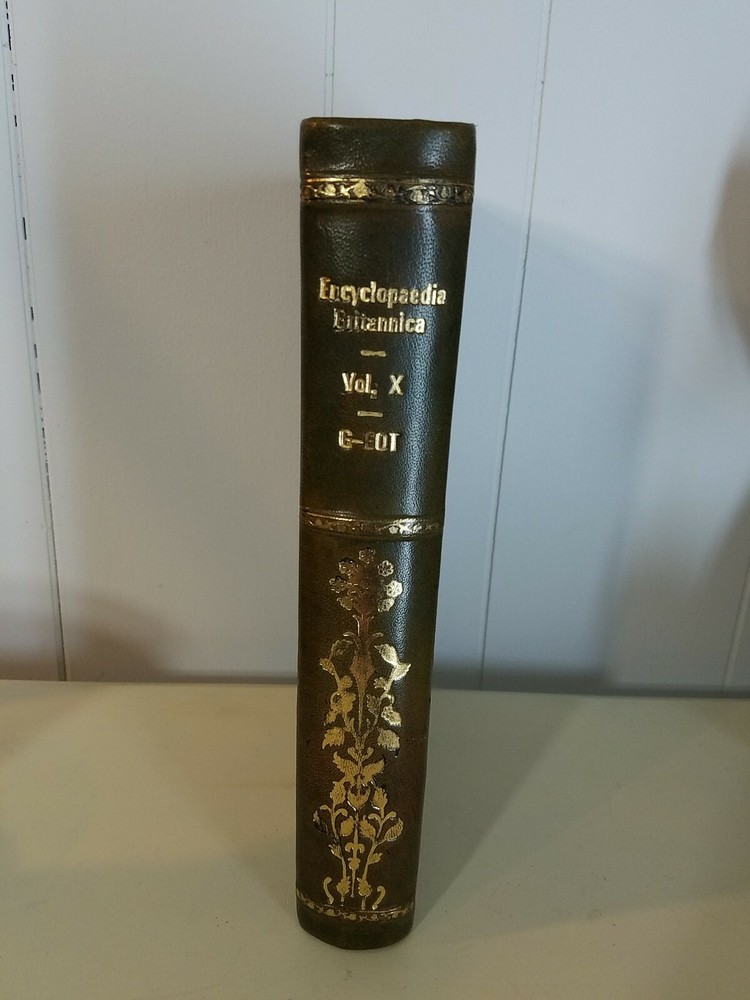 Encyclopaedia
Britannica
Vol. X
G-GOT